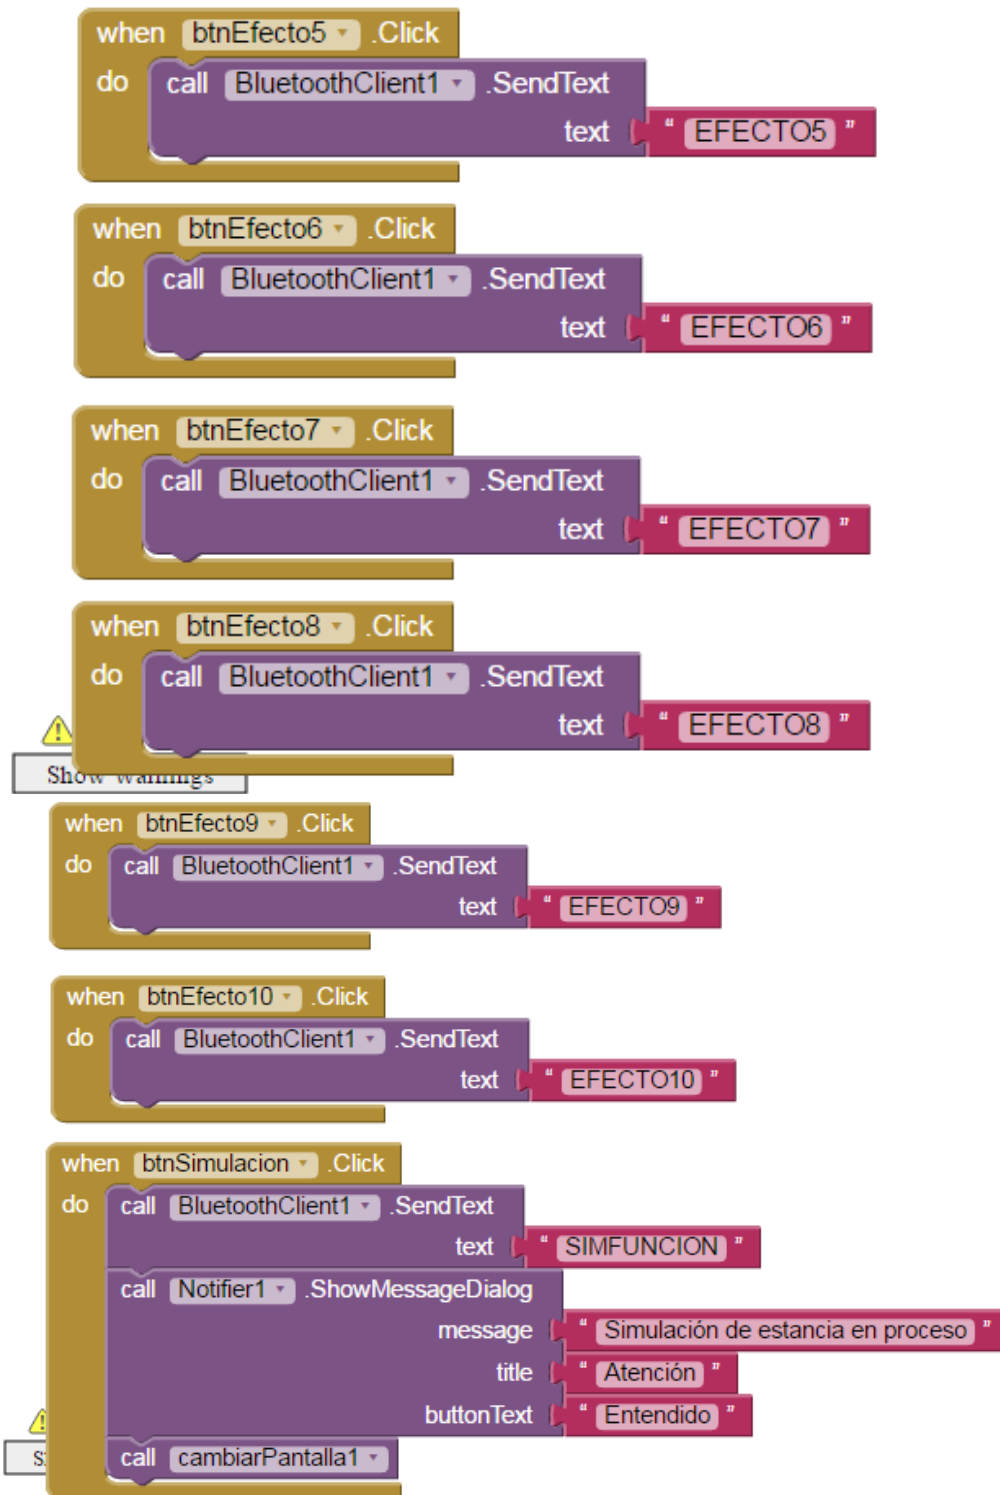 when btnEfecto5 .Click
do call BluetoothClient1 .SendText
text “ EFECTO5 ”
when btnEfecto6 .Click
do call BluetoothClient1 .SendText
text “ EFECTO6 ”
when btnEfecto7 .Click
do call BluetoothClient1 .SendText
text “ EFECTO7 ”
when btnEfecto8 .Click
do call BluetoothClient1 .SendText
text “ EFECTO8 ”
Show Warnings
when btnEfecto9 .Click
do call BluetoothClient1 .SendText
text “ EFECTO9 ”
when btnEfecto10 .Click
do call BluetoothClient1 .SendText
text “ EFECTO10 ”
when btnSimulacion .Click
do call BluetoothClient1 .SendText
text “ SIMFUNCION ”
call Notifier1 .ShowMessageDialog
message “ Simulación de estancia en proceso ”
title “ Atención ”
buttonText “ Entendido ”
call cambiarPantalla1